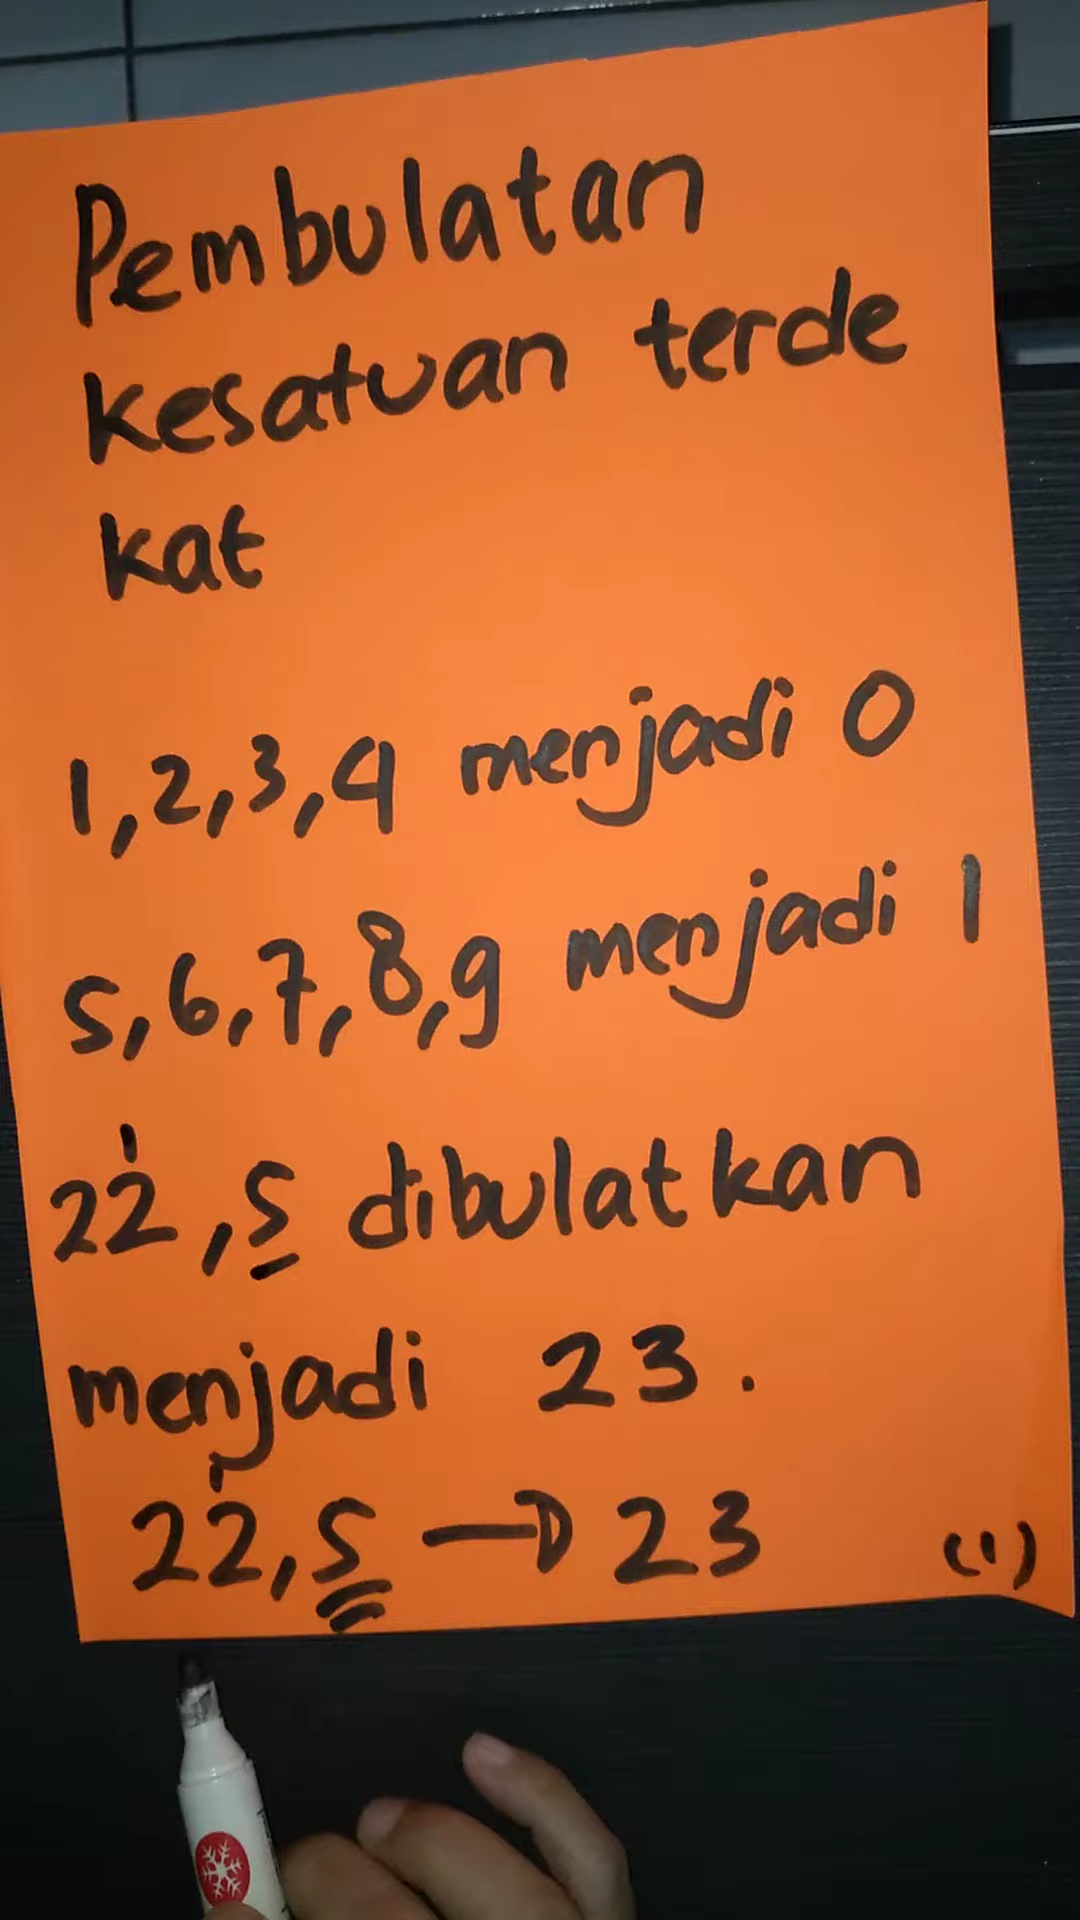 Pembulatan
kesatuan terde
kat
1,2,3,4 menjadi 0
5,6,7,8,9 menjadi 1
22,5 dibulatkan
menjadi 23.
22,5 → 23 (1)